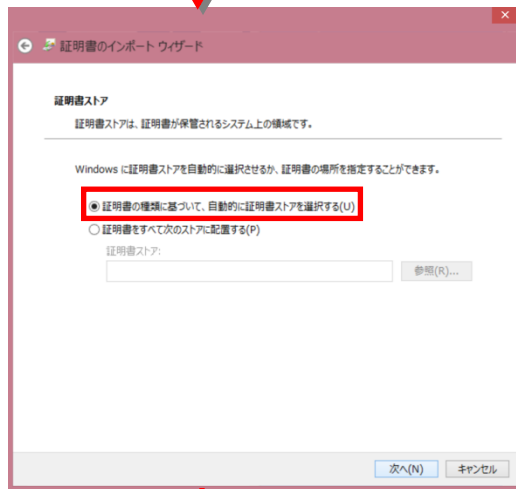 証明書のインポート ウィザード
証明書ストア
証明書ストアは、証明書が保管されるシステム上の領域です。
Windows に証明書ストアを自動的に選択させるか、証明書の場所を指定することができます。
証明書の種類に基づいて、自動的に証明書ストアを選択する(U)
証明書をすべて次のストアに配置する(P)
証明書ストア:
参照(R)...
次へ(N) キャンセル